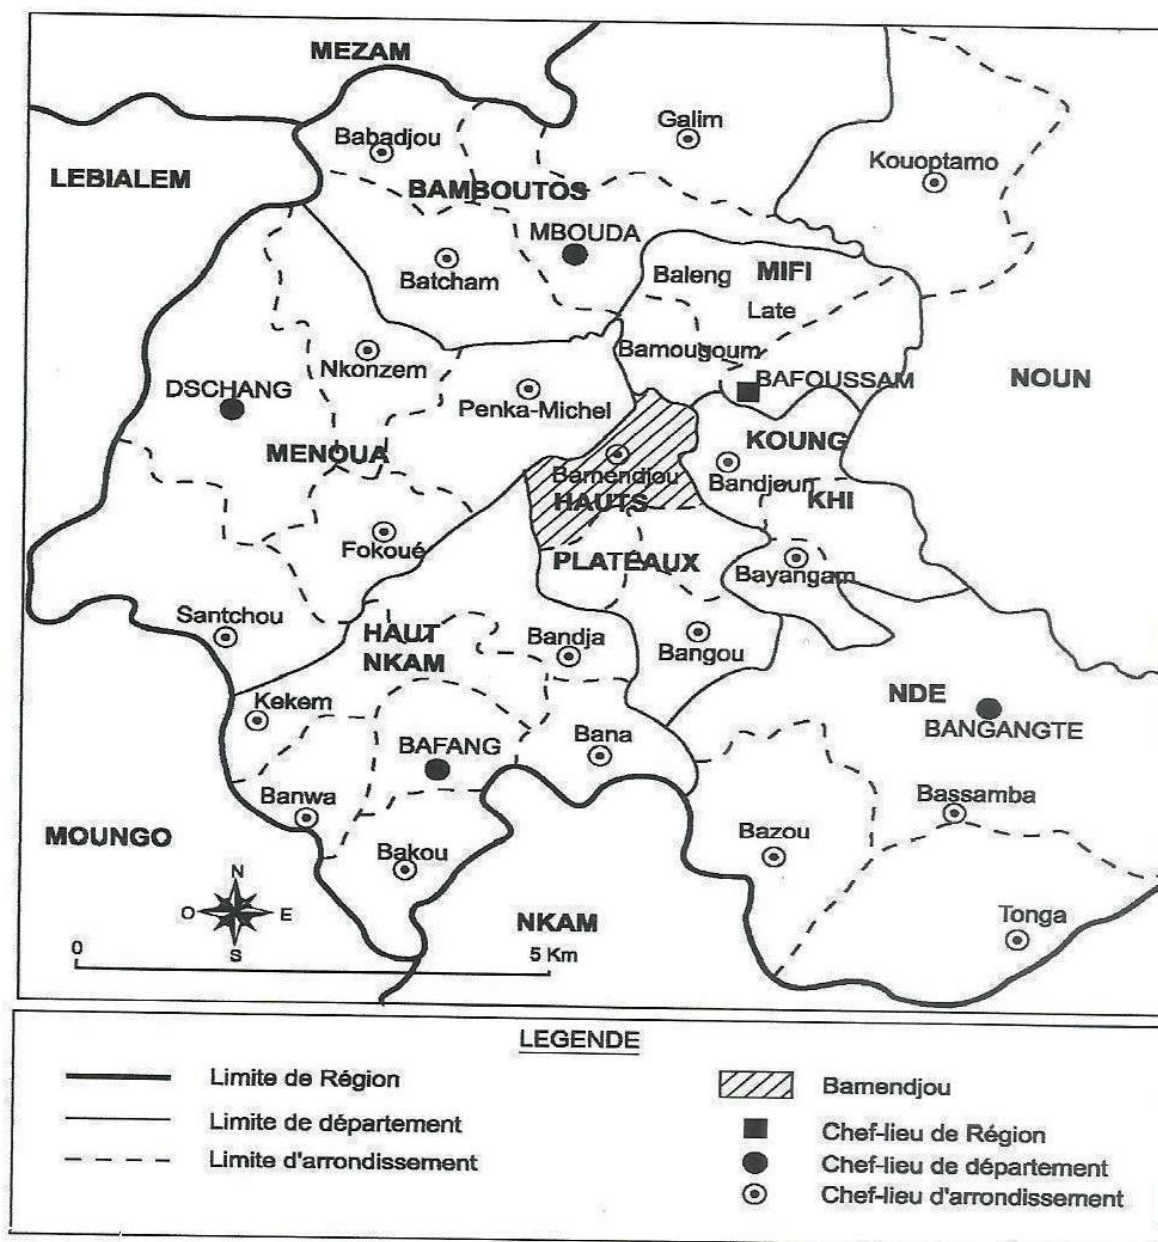 MEZAM
Babadjou
Galim
Kouoptamo
LEBIALEM
BAMBOUTOS
MBOUDA
Batcham
Baleng
MIFI
Late
Nkonzem
Bamougoum
BAFOUSSAM
NOUN
DSCHANG
Penka-Michel
MENOUA
KOUNG
Bamendjou
Bandjoun
HAUTS
KHI
Fokoué
PLATEAUX
Bayangam
Santchou
HAUT
NKAM
Bandja
Bangou
Kekem
NDE
BANGANGTE
BAFANG
Bana
Banwa
Bassamba
MOUNGO
Bakou
Bazou
N
O
E
S
NKAM
Tonga
0
5 Km
LEGENDE
Limite de Région
Limite de département
Limite d'arrondissement
Bamendjou
Chef-lieu de Région
Chef-lieu de département
Chef-lieu d'arrondissement